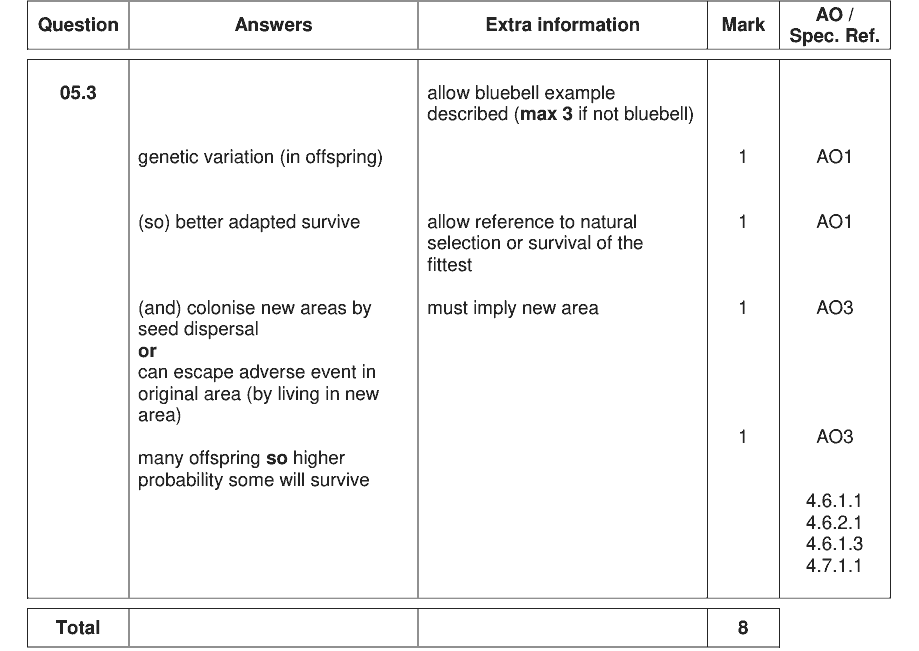 Question Answers Extra information Mark AO /
Spec. Ref.
05.3 allow bluebell example
described (max 3 if not bluebell)
genetic variation (in offspring) 1 AO1
(so) better adapted survive allow reference to natural 1 AO1
selection or survival of the
fittest
(and) colonise new areas by must imply new area 1 AO3
seed dispersal
or
can escape adverse event in
original area (by living in new
area)
1 AO3
many offspring so higher
probability some will survive
4.6.1.1
4.6.2.1
4.6.1.3
4.7.1.1
Total 8